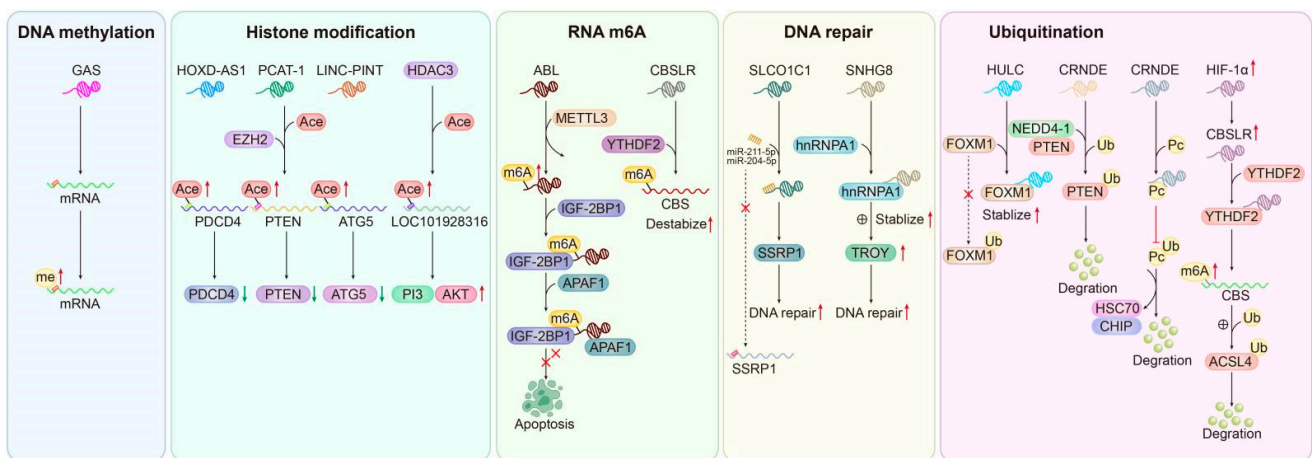 DNA methylation
GAS
mRNA
me
mRNA
Histone modification
HOXD-AS1
PCAT-1
LINC-PINT
HDAC3
Ace
EZH2
Ace
Ace
Ace
Ace
Ace
PDCD4
PTEN
ATG5
LOC101928316
PDCD4
PTEN
ATG5
PI3
AKT
RNA m6A
ABL
CBSLR
METTL3
YTHDF2
m6A
m6A
CBS
Destabize
IGF-2BP1
m6A
IGF-2BP1
APAF1
m6A
IGF-2BP1
APAF1
Apoptosis
DNA repair
SLCO1C1
SNHG8
miR-211-5p
miR-204-5p
hnRNPA1
hnRNPA1
Stablize
SSRP1
TROY
DNA repair
DNA repair
SSRP1
Ubiquitination
HULC
CRNDE
CRNDE
HIF-1α
FOXM1
NEDD4-1
PTEN
Ub
Pc
CBSLR
YTHDF2
FOXM1
Stablize
PTEN
Ub
Pc
YTHDF2
Ub
FOXM1
Ub
Pc
Degration
m6A
CBS
HSC70
CHIP
Degration
Ub
Ub
ACSL4
Degration